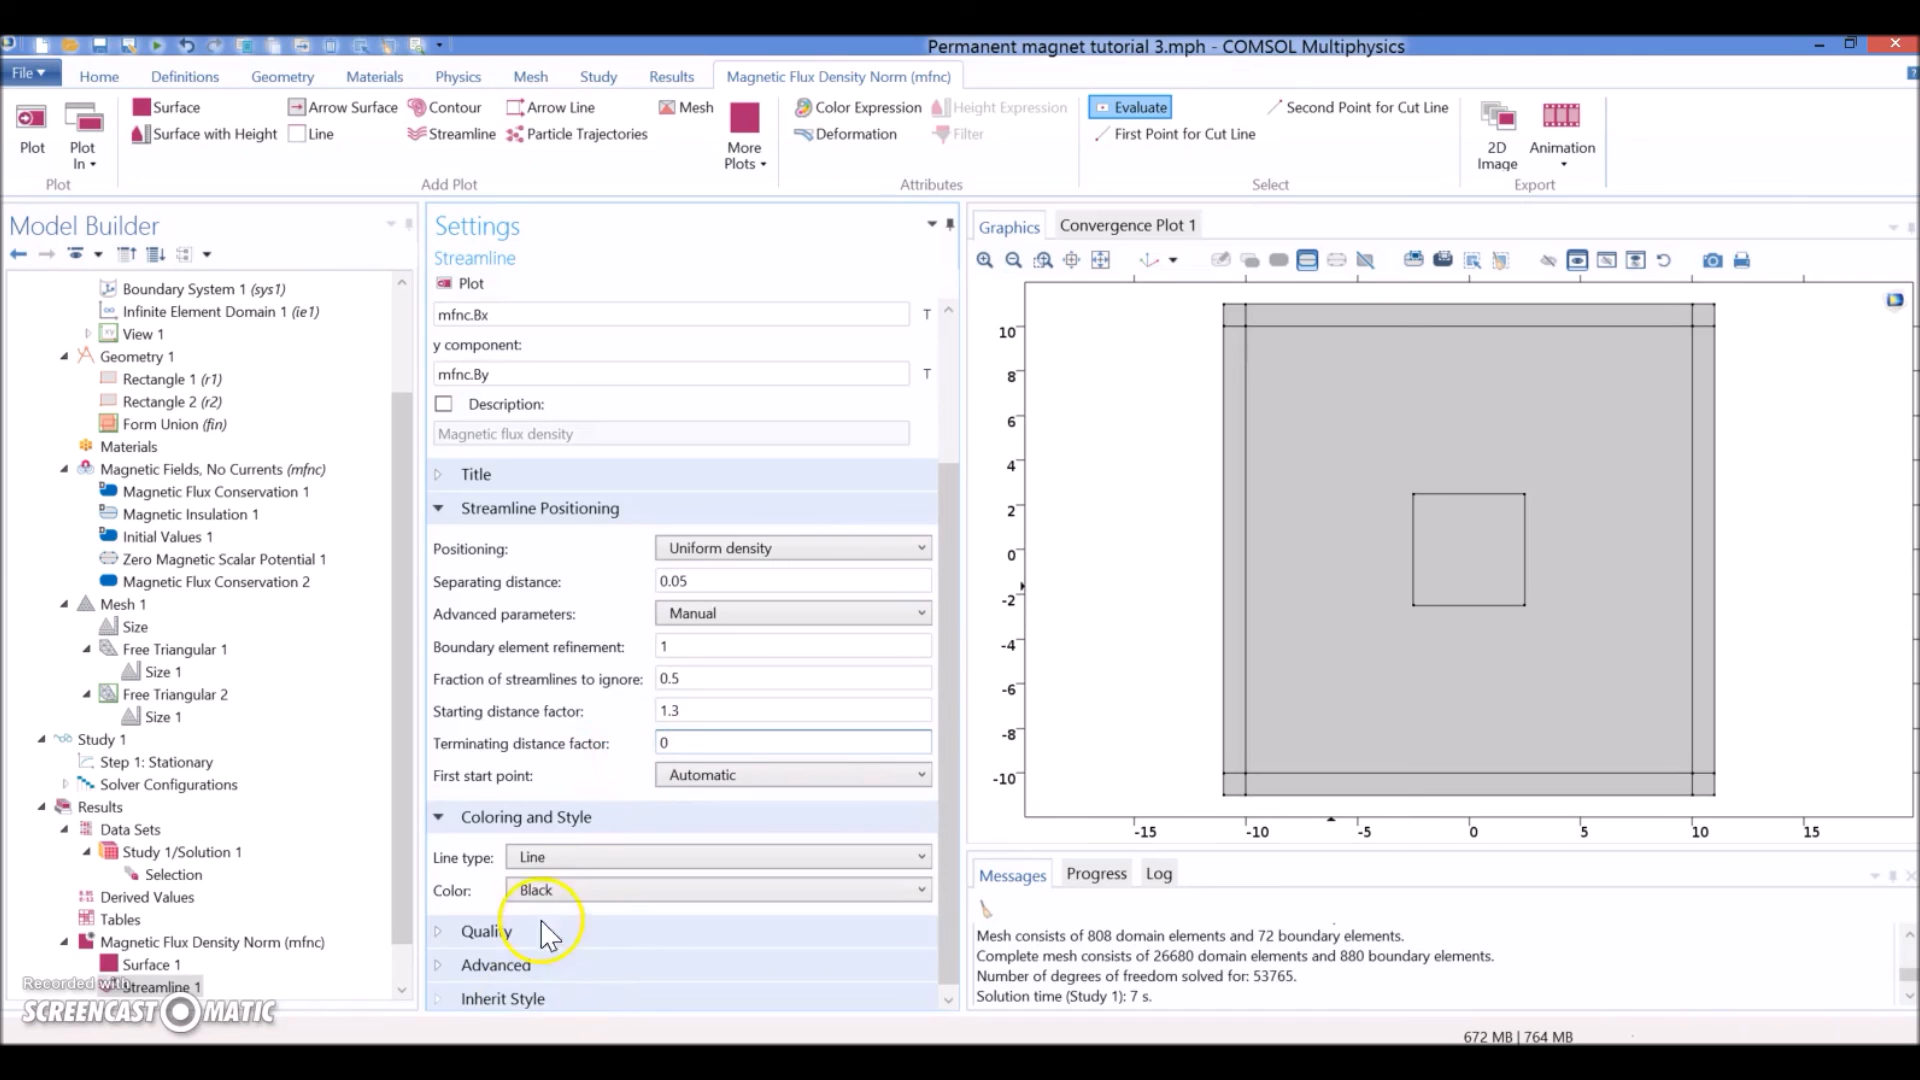 Permanent magnet tutorial 3.mph - COMSOL Multiphysics
File
Home
Definitions
Geometry
Materials
Physics
Mesh
Study
Results
Magnetic Flux Density Norm (mfnc)
Plot
Plot In
Plot
Surface
Arrow Surface
Contour
Arrow Line
Mesh
Surface with Height
Line
Streamline
Particle Trajectories
More Plots
Add Plot
Color Expression
Height Expression
Deformation
Filter
Attributes
Evaluate
Second Point for Cut Line
First Point for Cut Line
Select
2D Image
Animation
Export
Model Builder
Boundary System 1 (sys1)
Infinite Element Domain 1 (ie1)
View 1
Geometry 1
Rectangle 1 (r1)
Rectangle 2 (r2)
Form Union (fin)
Materials
Magnetic Fields, No Currents (mfnc)
Magnetic Flux Conservation 1
Magnetic Insulation 1
Initial Values 1
Zero Magnetic Scalar Potential 1
Magnetic Flux Conservation 2
Mesh 1
Size
Free Triangular 1
Size 1
Free Triangular 2
Size 1
Study 1
Step 1: Stationary
Solver Configurations
Results
Data Sets
Study 1/Solution 1
Selection
Derived Values
Tables
Magnetic Flux Density Norm (mfnc)
Surface 1
Streamline 1
Recorded with
SCREENCAST MATIC
Settings
Streamline
Plot
mfnc.Bx T
y component:
mfnc.By T
Description:
Magnetic flux density
Title
Streamline Positioning
Positioning: Uniform density
Separating distance: 0.05
Advanced parameters: Manual
Boundary element refinement: 1
Fraction of streamlines to ignore: 0.5
Starting distance factor: 1.3
Terminating distance factor: 0
First start point: Automatic
Coloring and Style
Line type: Line
Color: Black
Quality
Advanced
Inherit Style
Graphics
Convergence Plot 1
10
8
6
4
2
0
-2
-4
-6
-8
-10
-15 -10 -5 0 5 10 15
Messages
Progress
Log
Mesh consists of 808 domain elements and 72 boundary elements.
Complete mesh consists of 26680 domain elements and 880 boundary elements.
Number of degrees of freedom solved for: 53765.
Solution time (Study 1): 7 s.
672 MB | 764 MB